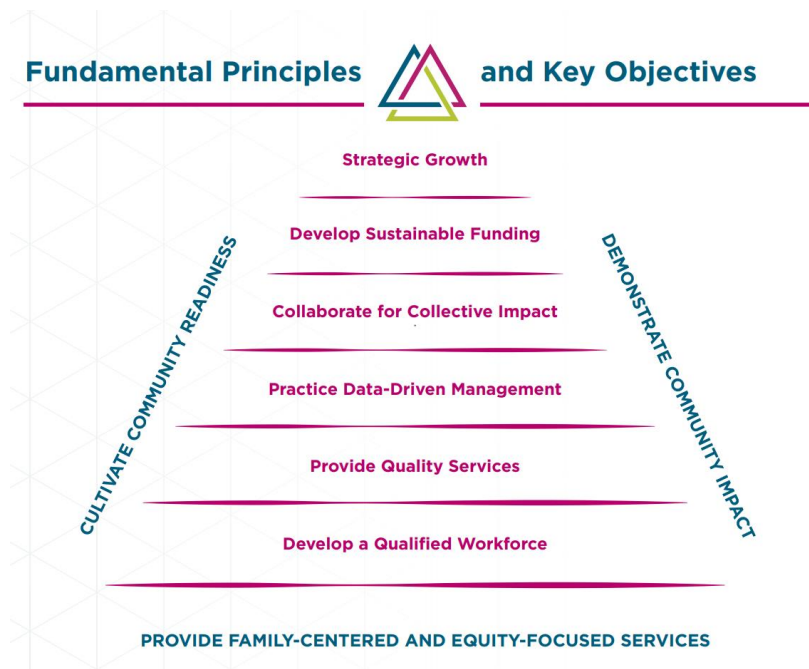 Fundamental Principles and Key Objectives
Strategic Growth
Develop Sustainable Funding
Collaborate for Collective Impact
Practice Data-Driven Management
Provide Quality Services
Develop a Qualified Workforce
CULTIVATE COMMUNITY READINESS
DEMONSTRATE COMMUNITY IMPACT
PROVIDE FAMILY-CENTERED AND EQUITY-FOCUSED SERVICES